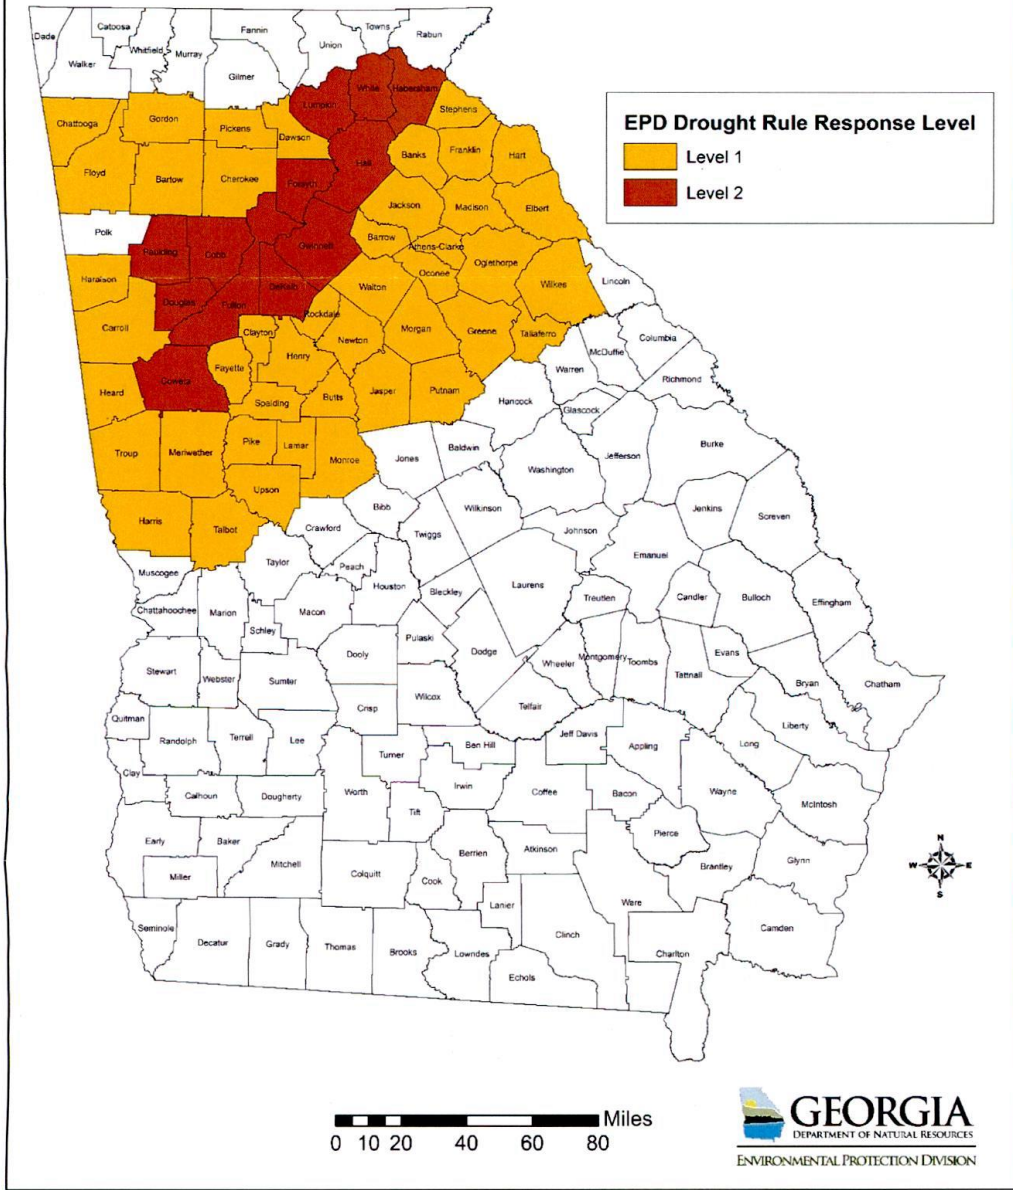 Dade
Catoosa
Fannin
Towns
Rabun
Union
Whitfield
Murray
Walker
Gilmer
White
Habersham
Lumpkin
Stephens
Chattooga
Gordon
Pickens
Dawson
EPD Drought Rule Response Level
Level 1
Level 2
Hall
Banks
Franklin
Hart
Floyd
Bartow
Cherokee
Forsyth
Jackson
Madison
Elbert
Polk
Paulding
Cobb
Gwinnett
Barrow
Athens-Clarke
Oglethorpe
Oconee
Haralson
Lincoln
Wilkes
DeKalb
Walton
Douglas
Fulton
Rockdale
Carroll
Clayton
Morgan
Greene
Taliaferro
Newton
Columbia
McDuffie
Henry
Warren
Fayette
Richmond
Coweta
Heard
Butts
Jasper
Putnam
Spalding
Hancock
Glascock
Pike
Lamar
Troup
Meriwether
Monroe
Jones
Baldwin
Burke
Jefferson
Washington
Upson
Bibb
Wilkinson
Jenkins
Screven
Harris
Talbot
Crawford
Twiggs
Johnson
Emanuel
Taylor
Peach
Muscogee
Houston
Laurens
Bleckley
Treutlen
Candler
Bulloch
Effingham
Chattahoochee
Marion
Macon
Schley
Pulaski
Dooly
Dodge
Wheeler
Montgomery
Toombs
Evans
Tattnall
Stewart
Webster
Sumter
Bryan
Chatham
Wilcox
Crisp
Telfair
Quitman
Liberty
Randolph
Terrell
Lee
Jeff Davis
Appling
Long
Ben Hill
Turner
Clay
Calhoun
Dougherty
Worth
Irwin
Coffee
Bacon
Wayne
McIntosh
Tift
Pierce
Early
Baker
Mitchell
Berrien
Atkinson
Brantley
Glynn
N
W
E
S
Miller
Colquitt
Cook
Lanier
Ware
Seminole
Decatur
Grady
Thomas
Brooks
Lowndes
Clinch
Camden
Charlton
Echols
Miles
0 10 20 40 60 80
GEORGIA
DEPARTMENT OF NATURAL RESOURCES
ENVIRONMENTAL PROTECTION DIVISION